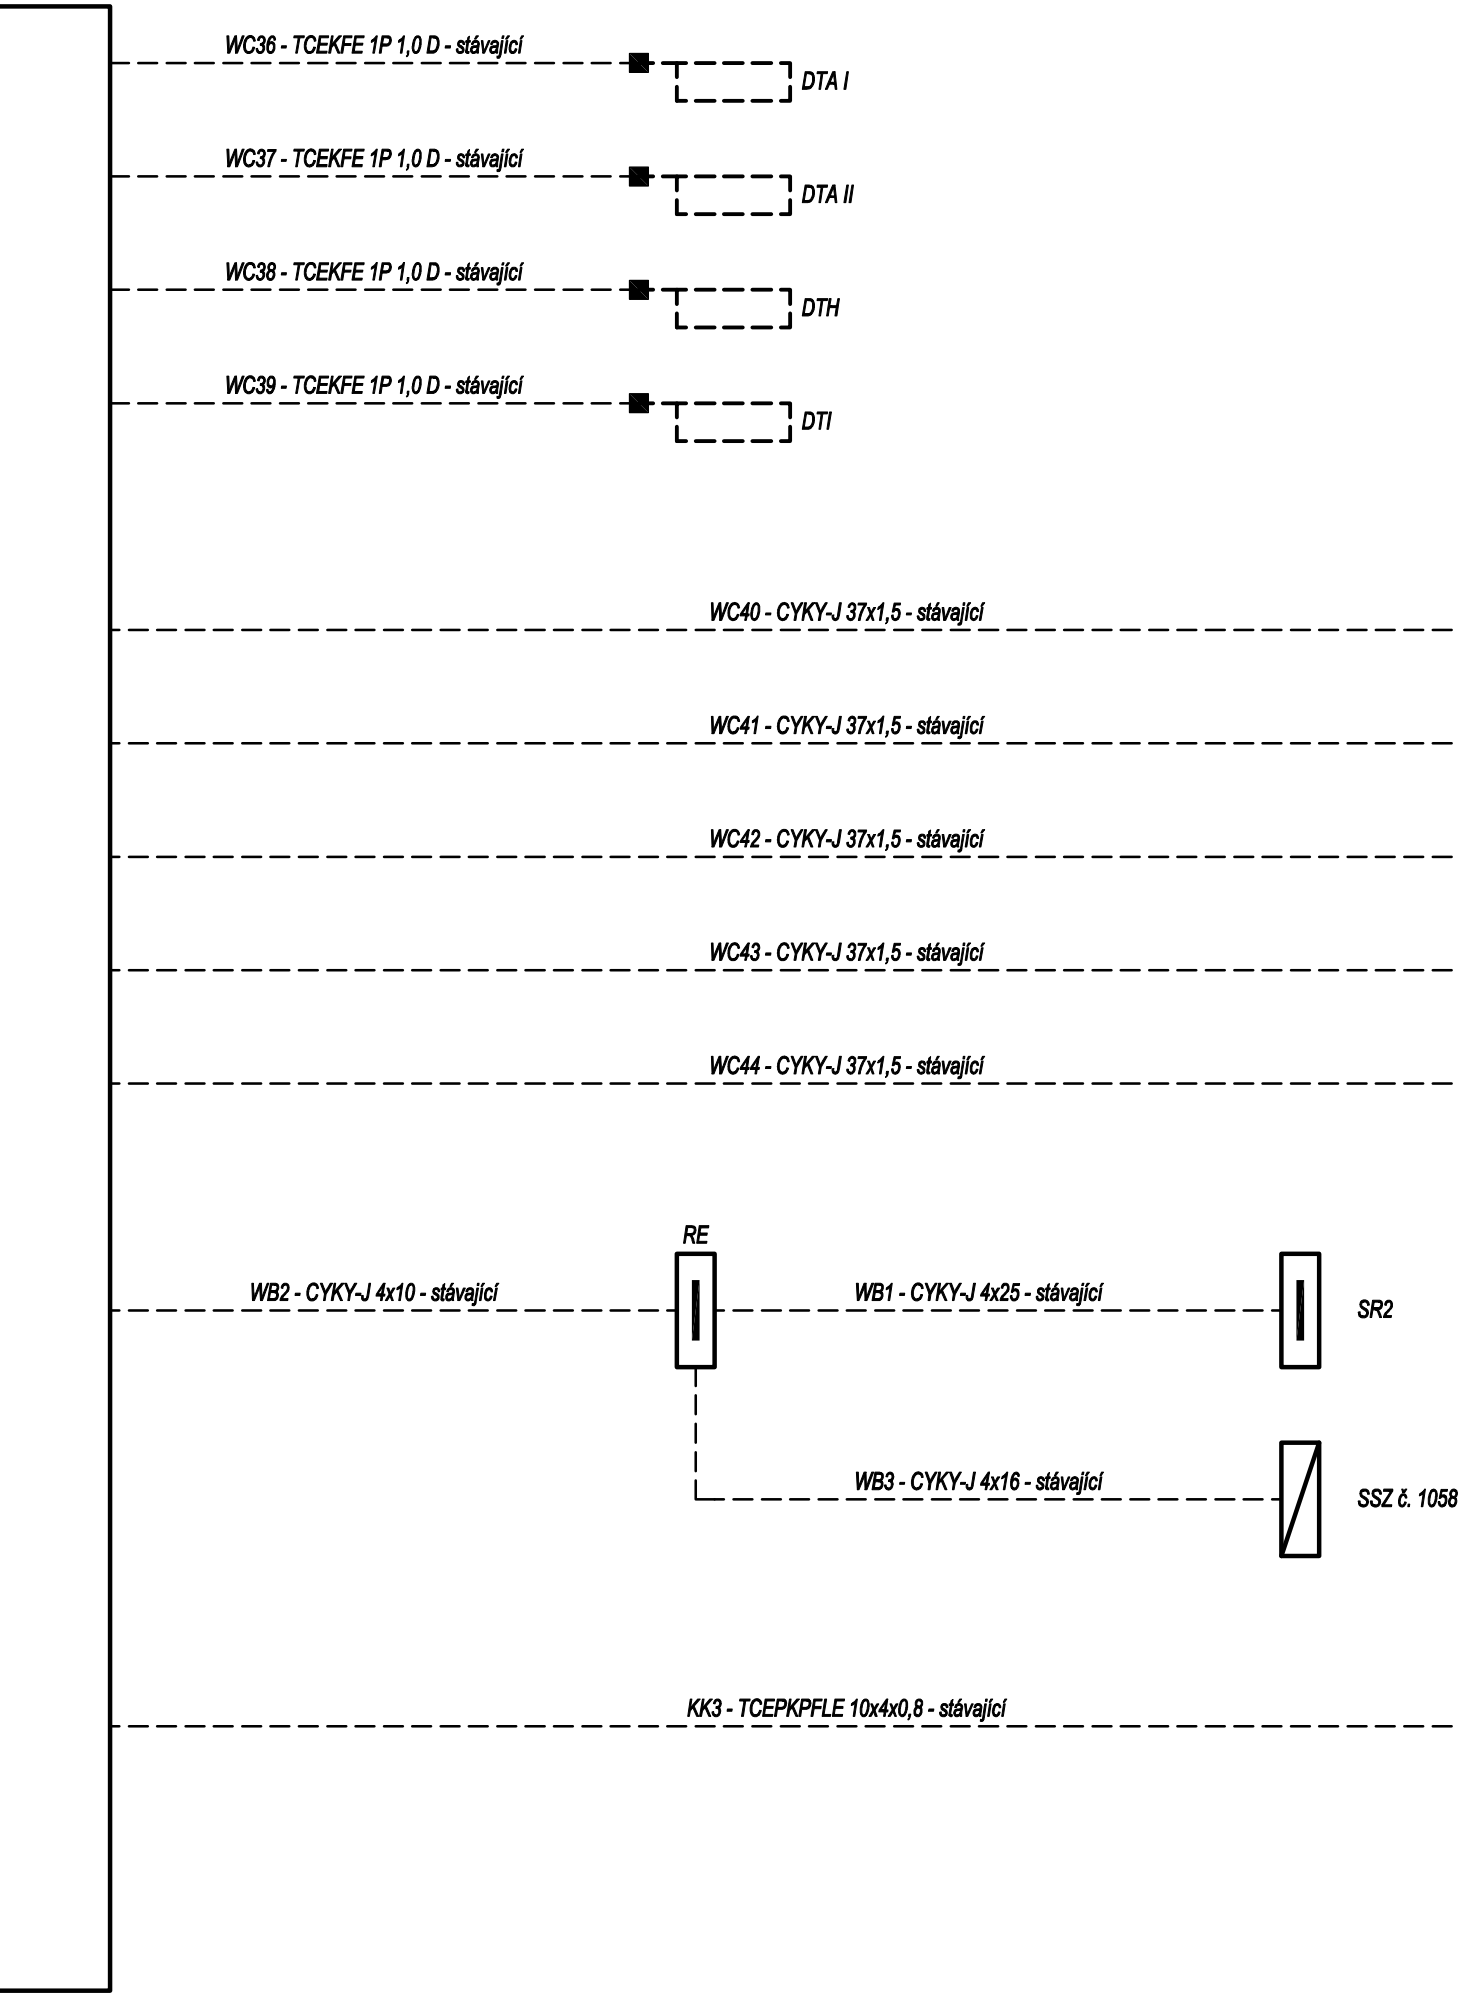 WC36 - TCEKFE 1P 1,0 D - stávající
DTA I
WC37 - TCEKFE 1P 1,0 D - stávající
DTA II
WC38 - TCEKFE 1P 1,0 D - stávající
DTH
WC39 - TCEKFE 1P 1,0 D - stávající
DTI
WC40 - CYKY-J 37x1,5 - stávající
WC41 - CYKY-J 37x1,5 - stávající
WC42 - CYKY-J 37x1,5 - stávající
WC43 - CYKY-J 37x1,5 - stávající
WC44 - CYKY-J 37x1,5 - stávající
RE
WB2 - CYKY-J 4x10 - stávající
WB1 - CYKY-J 4x25 - stávající
SR2
WB3 - CYKY-J 4x16 - stávající
SSZ č. 1058
KK3 - TCEPKPFLE 10x4x0,8 - stávající